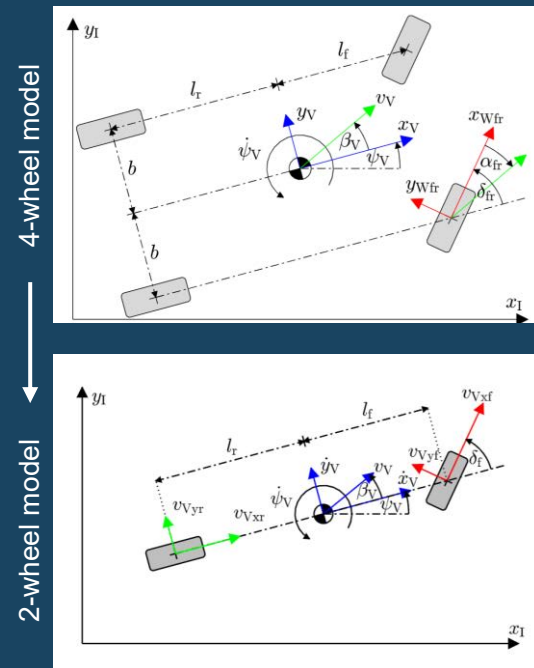 4-wheel model
y_I
l_f
l_r
y_V
v_V
x_V
x_Wfr
β_V
ψ̇_V
ψ_V
α_fr
b
y_Wfr
δ_fr
b
x_I
2-wheel model
y_I
v_Vxf
l_f
l_r
v_Vyf
ẏ_V
v_V
ẋ_V
δ_f
ψ̇_V
β_V
ψ_V
v_Vyr
v_Vxr
x_I